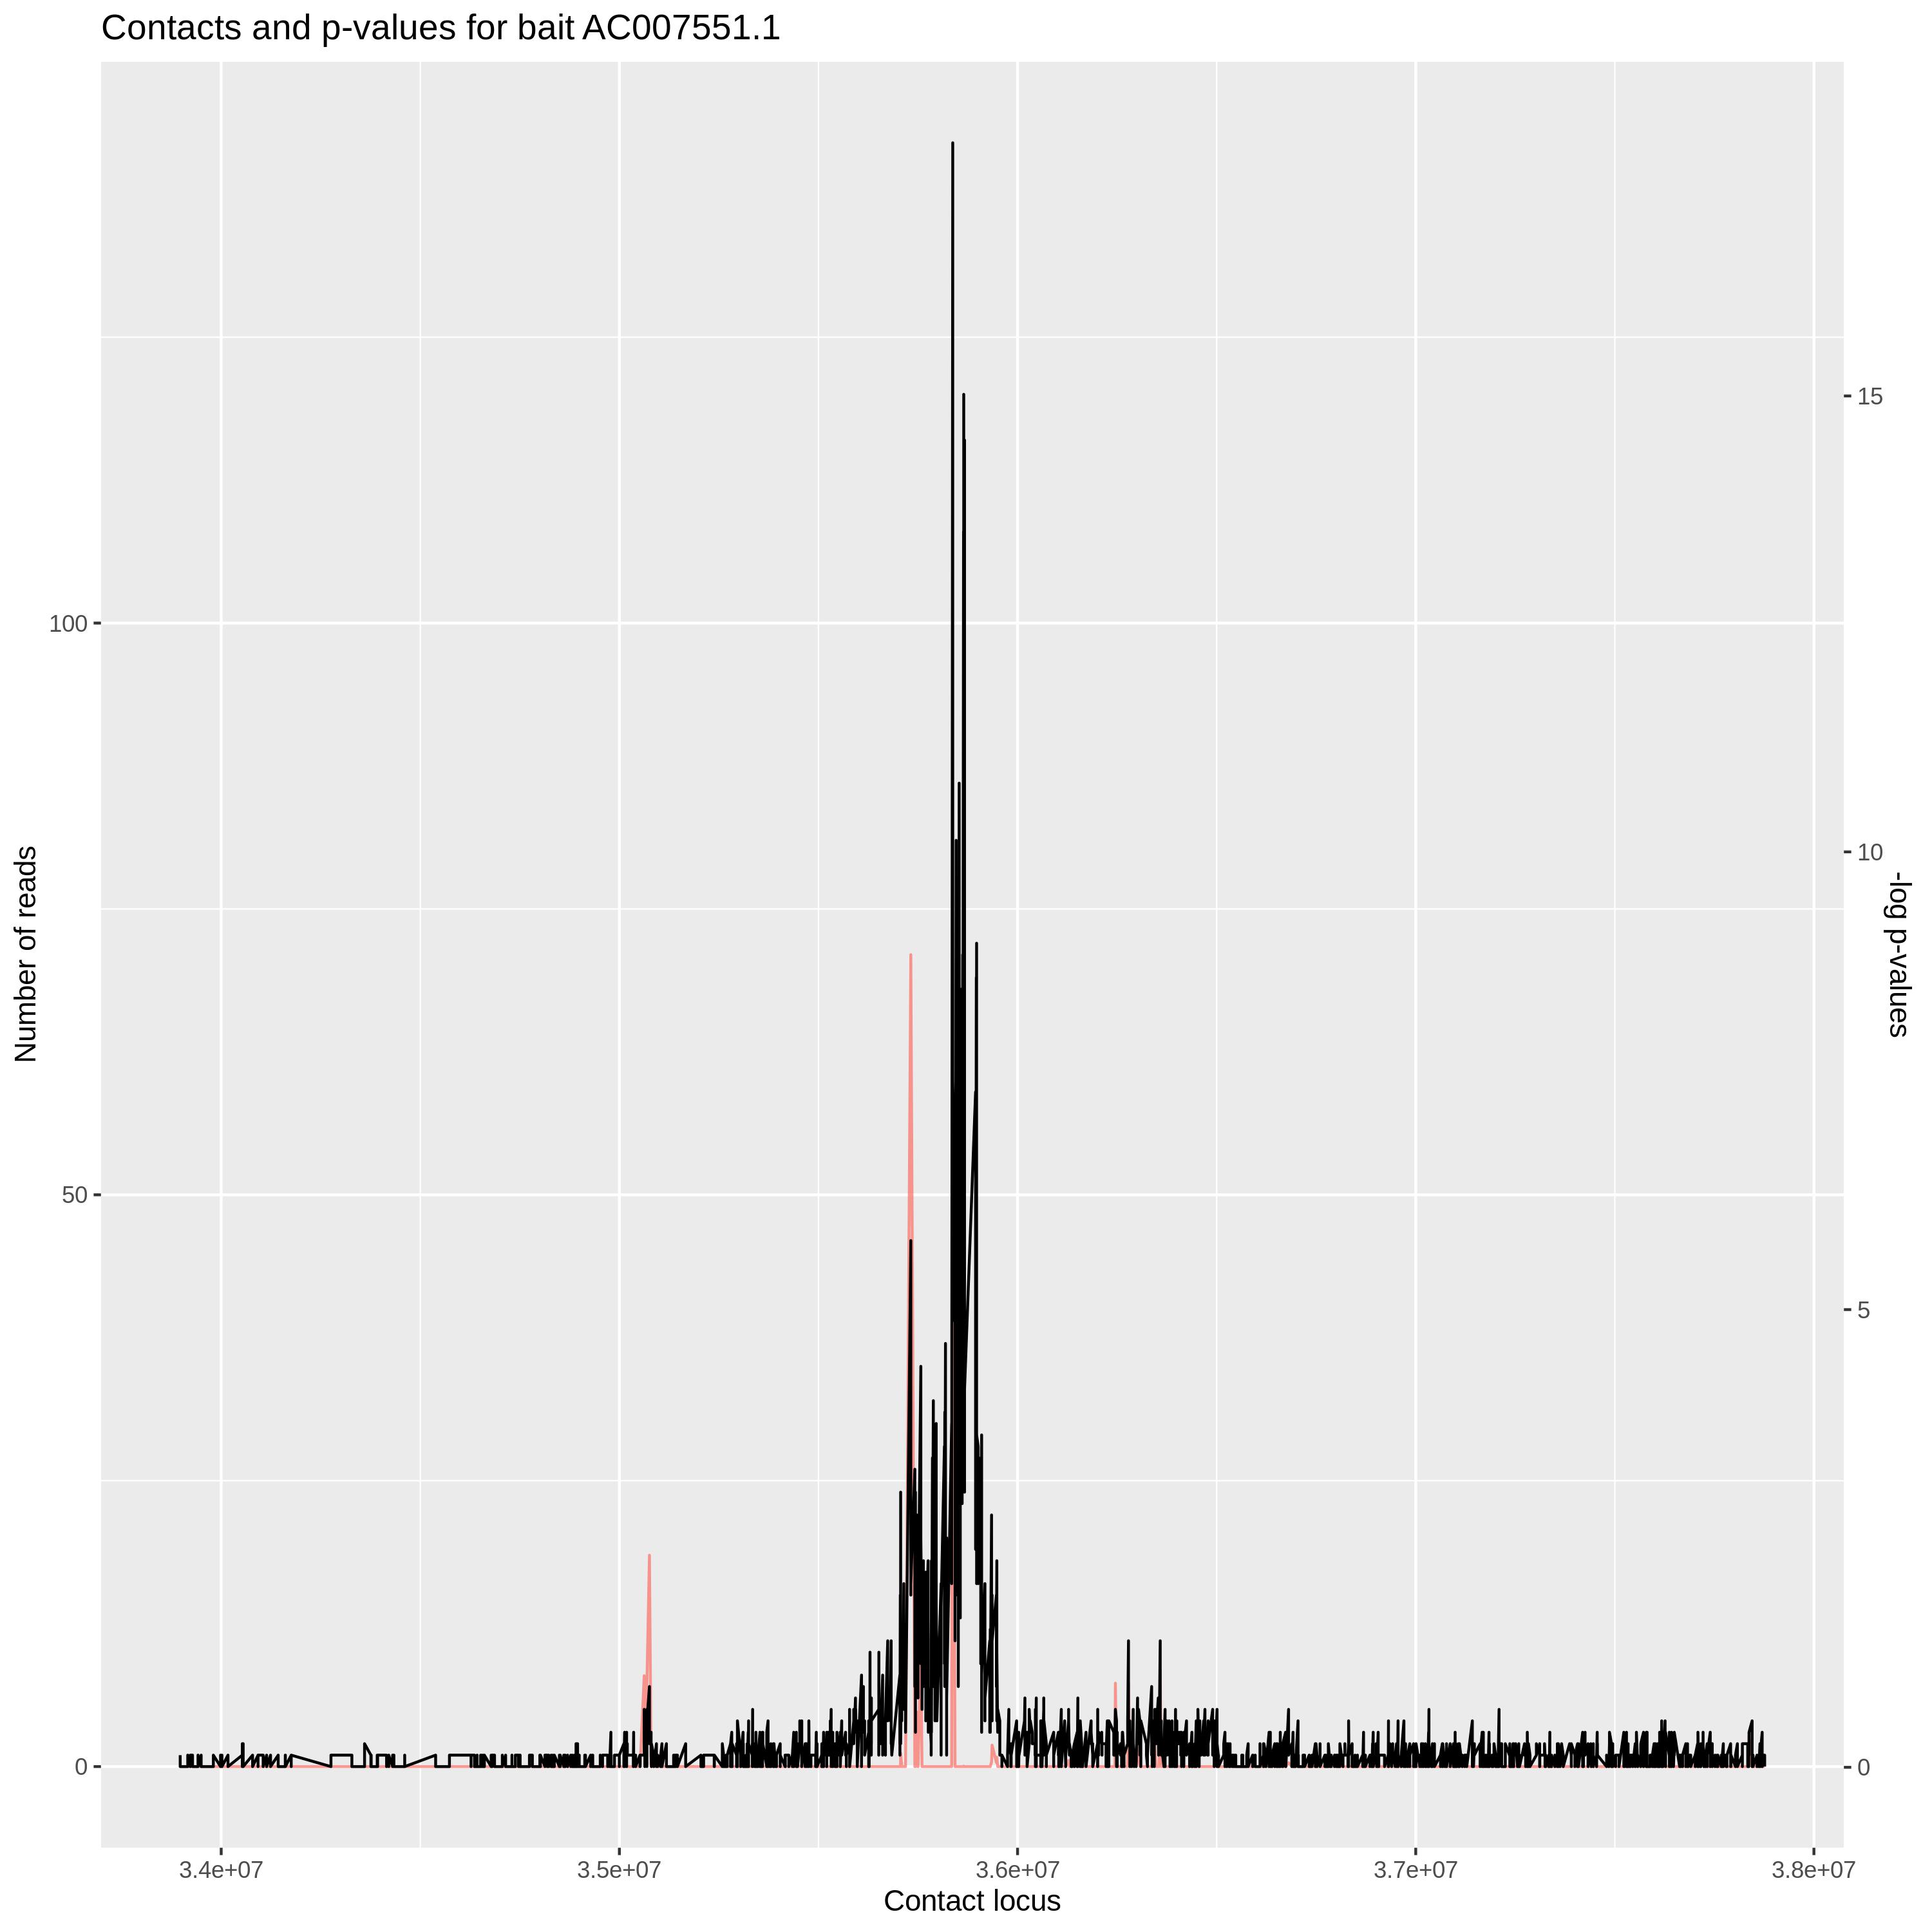 Contacts and p-values for bait AC007551.1
Number of reads
100
50
0
15
10
5
0
-log p-values
3.4e+07 3.5e+07 3.6e+07 3.7e+07 3.8e+07
Contact locus